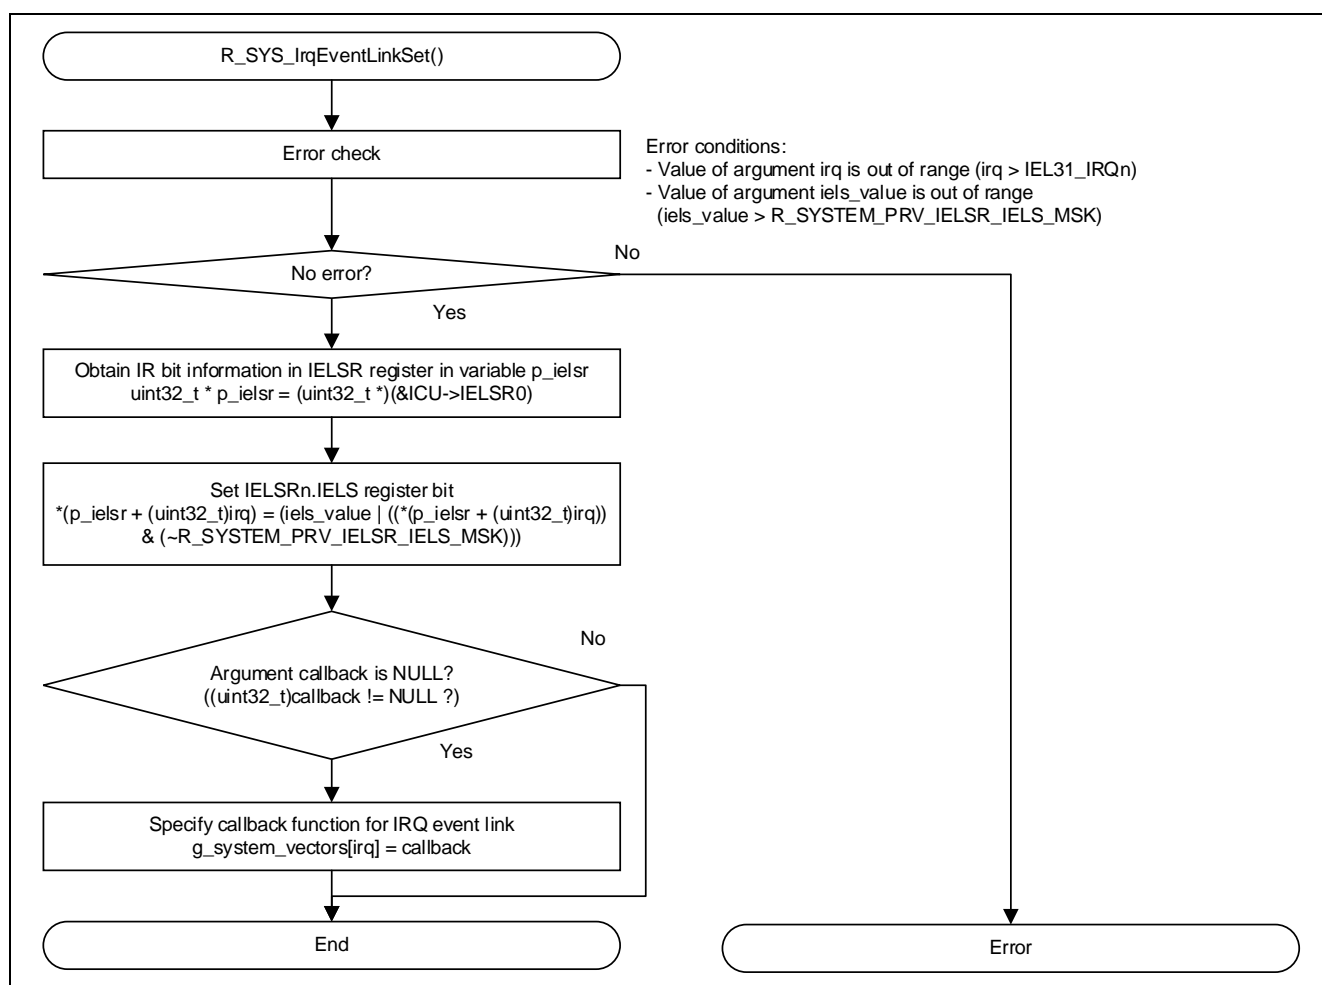 R_SYS_IrqEventLinkSet()
Error check
Error conditions:
- Value of argument irq is out of range (irq > IEL31_IRQn)
- Value of argument iels_value is out of range
(iels_value > R_SYSTEM_PRV_IELSR_IELS_MSK)
No error?
No
Yes
Obtain IR bit information in IELSR register in variable p_ielsr
uint32_t * p_ielsr = (uint32_t *)(&ICU->IELSR0)
Set IELSRn.IELS register bit
*(p_ielsr + (uint32_t)irq) = (iels_value | ((*(p_ielsr + (uint32_t)irq))
& (~R_SYSTEM_PRV_IELSR_IELS_MSK)))
No
Argument callback is NULL?
((uint32_t)callback != NULL ?)
Yes
Specify callback function for IRQ event link
g_system_vectors[irq] = callback
End
Error